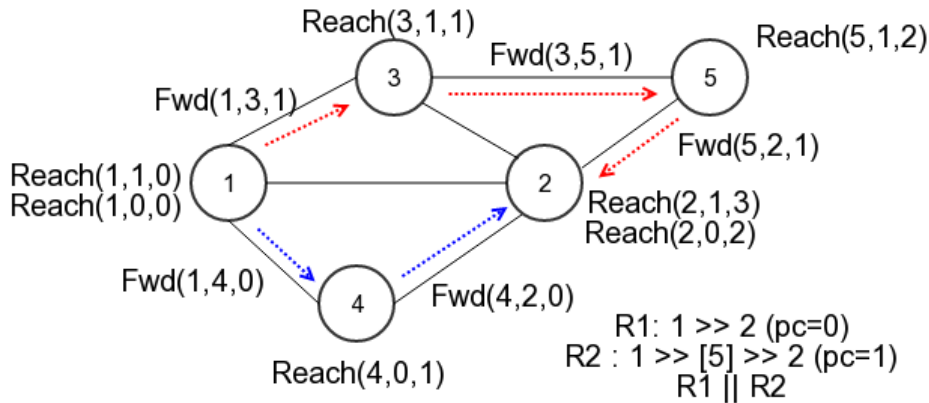 Reach(3,1,1)
Reach(5,1,2)
3
Fwd(3,5,1)
5
Fwd(1,3,1)
Fwd(5,2,1)
Reach(1,1,0)
Reach(1,0,0)
1
2
Reach(2,1,3)
Reach(2,0,2)
Fwd(1,4,0)
4
Fwd(4,2,0)
Reach(4,0,1)
R1: 1 >> 2 (pc=0)
R2 : 1 >> [5] >> 2 (pc=1)
R1 || R2